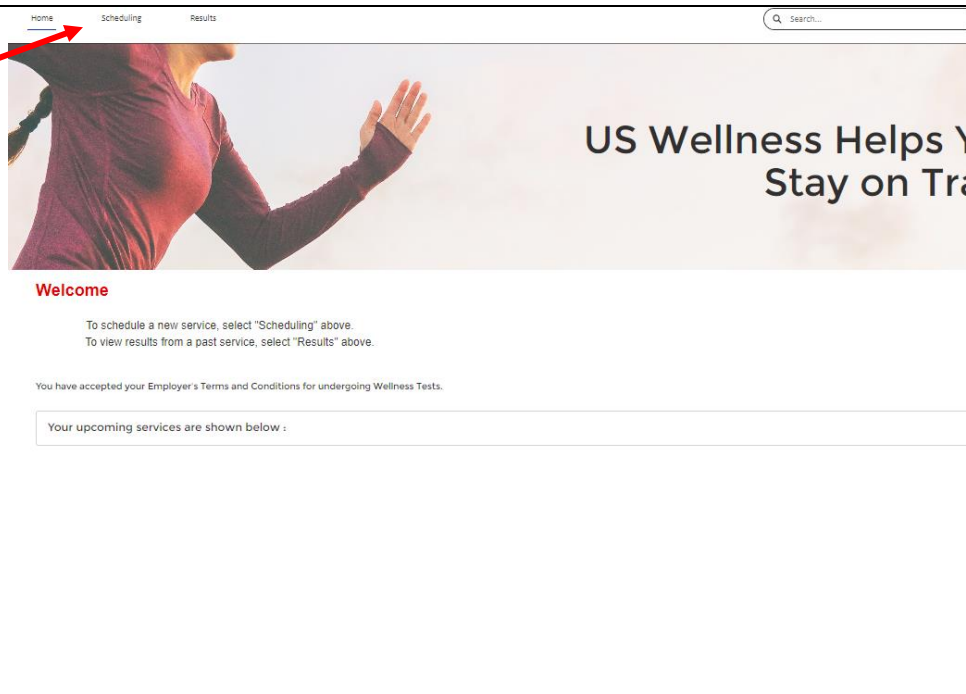 Home Scheduling Results Search...
US Wellness Helps
Stay on
Welcome
To schedule a new service, select "Scheduling" above.
To view results from a past service, select "Results" above.
You have accepted your Employer's Terms and Conditions for undergoing Wellness Tests.
Your upcoming services are shown below :